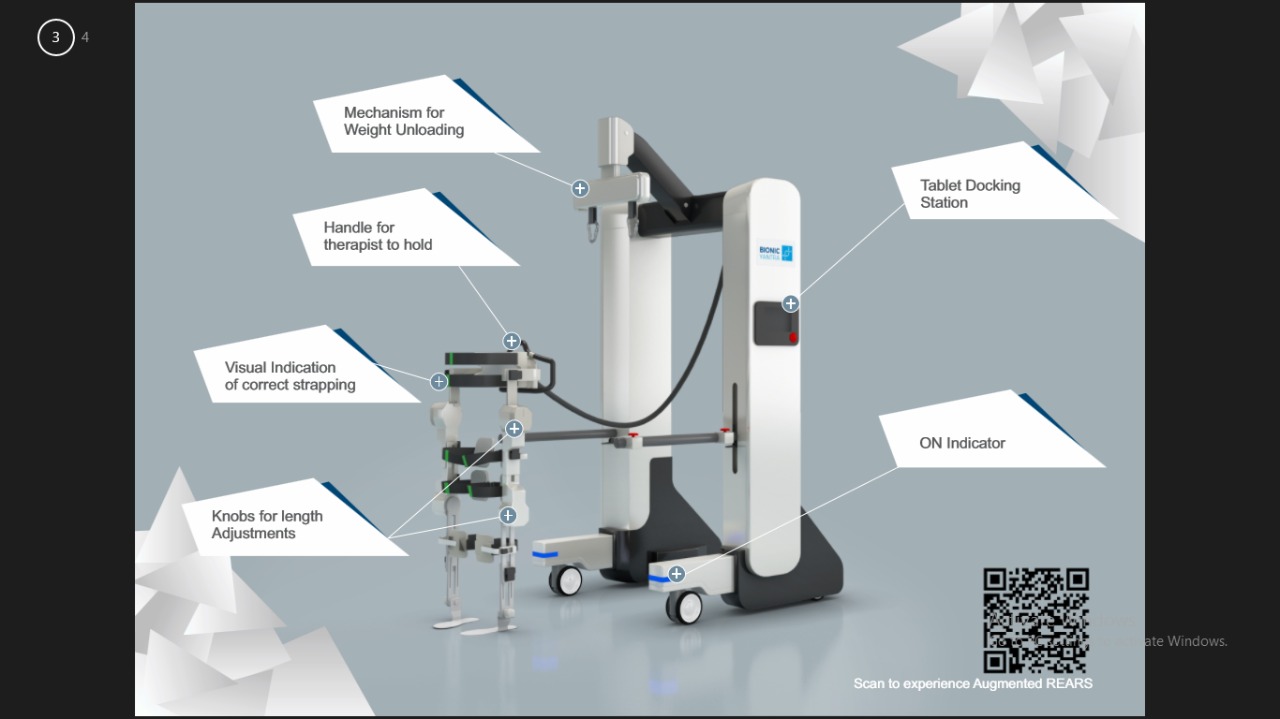 3 4
Mechanism for
Weight Unloading
Tablet Docking
Station
Handle for
therapist to hold
BIONIC
YANTRA
Visual Indication
of correct strapping
ON Indicator
Knobs for length
Adjustments
ate Windows.
Scan to experience Augmented REARS